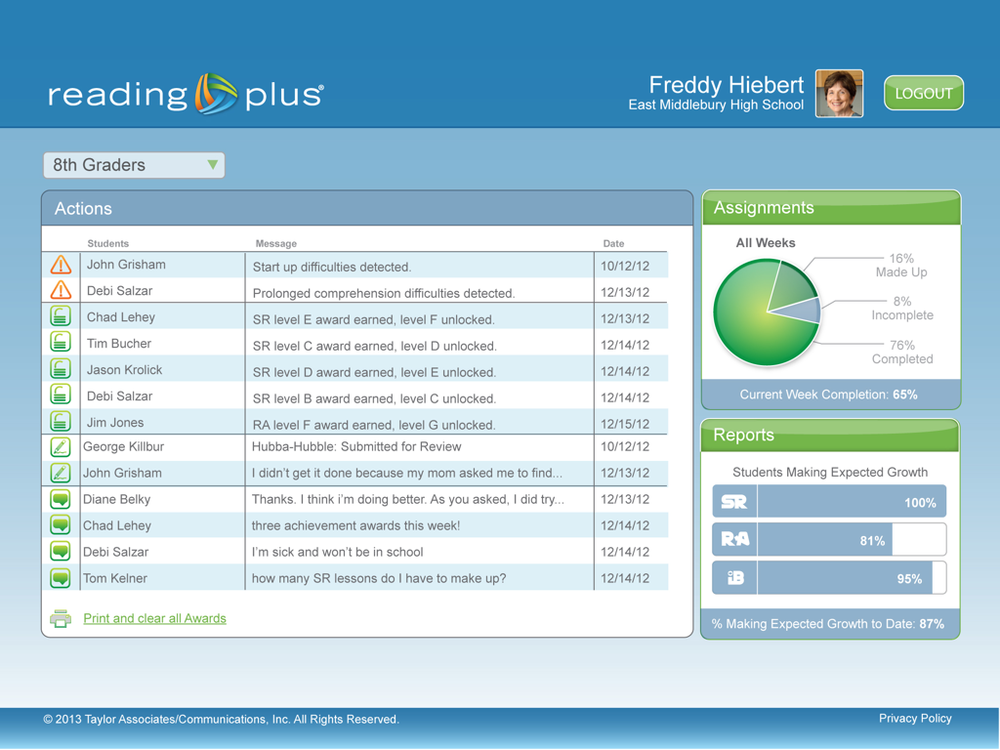 reading plus®
Freddy Hiebert
East Middlebury High School
LOGOUT
8th Graders
Actions
Students Message Date
John Grisham Start up difficulties detected. 10/12/12
Debi Salzar Prolonged comprehension difficulties detected. 12/13/12
Chad Lehey SR level E award earned, level F unlocked. 12/13/12
Tim Bucher SR level C award earned, level D unlocked. 12/14/12
Jason Krolick SR level D award earned, level E unlocked. 12/14/12
Debi Salzar SR level B award earned, level C unlocked. 12/14/12
Jim Jones RA level F award earned, level G unlocked. 12/15/12
George Killbur Hubba-Hubble: Submitted for Review 10/12/12
John Grisham I didn't get it done because my mom asked me to find... 12/13/12
Diane Belky Thanks. I think i'm doing better. As you asked, I did try... 12/13/12
Chad Lehey three achievement awards this week! 12/14/12
Debi Salzar I'm sick and won't be in school 12/14/12
Tom Kelner how many SR lessons do I have to make up? 12/14/12
Print and clear all Awards
Assignments
All Weeks
16%
Made Up
8%
Incomplete
76%
Completed
Current Week Completion: 65%
Reports
Students Making Expected Growth
SR 100%
RA 81%
iB 95%
% Making Expected Growth to Date: 87%
© 2013 Taylor Associates/Communications, Inc. All Rights Reserved.
Privacy Policy